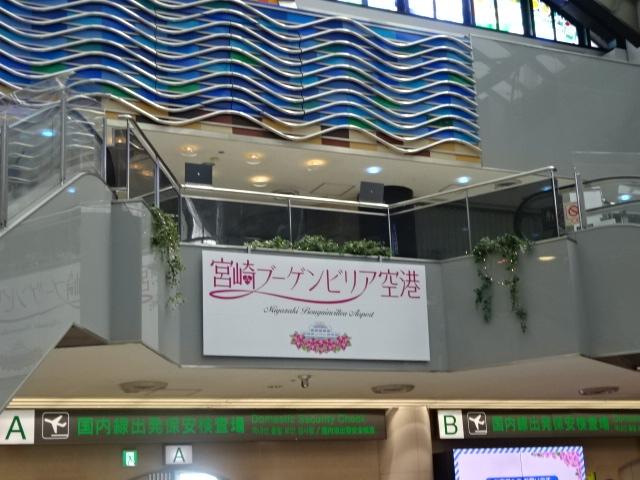 宮崎ブーゲンビリア空港
Miyazaki Bougainvillea Airport
A
国内線出発保安検査場
Domestic Security Check
A
B
国内線出発保安検査場